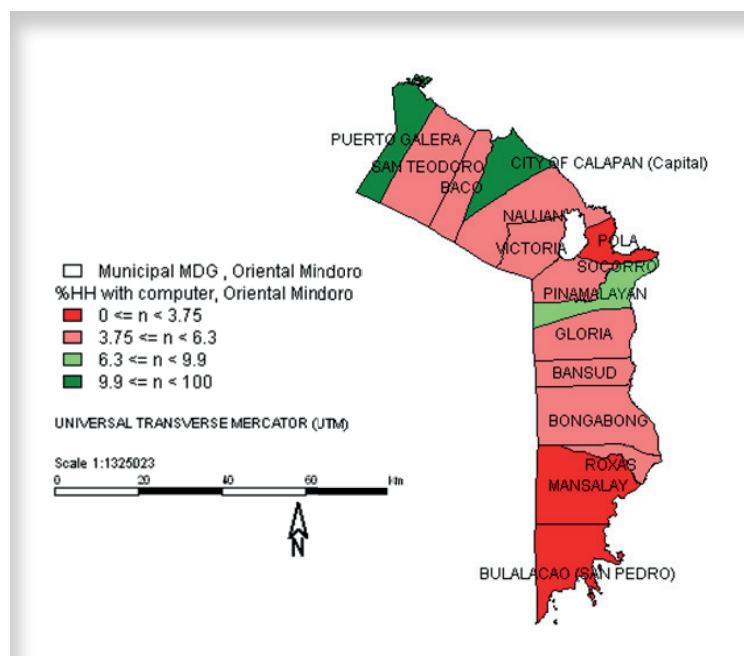 PUERTO GALERA
SAN TEODORO
BACO
CITY OF CALAPAN (Capital)
NAUJAN
VICTORIA
POLA
SOCORRO
PINAMALAYAN
GLORIA
BANSUD
BONGABONG
ROXAS
MANSALAY
BULALACAO (SAN PEDRO)
Municipal MDG , Oriental Mindoro
%HH with computer, Oriental Mindoro
0 <= n < 3.75
3.75 <= n < 6.3
6.3 <= n < 9.9
9.9 <= n < 100
UNIVERSAL TRANSVERSE MERCATOR (UTM)
Scale 1:1325023
0 20 40 60 km
N